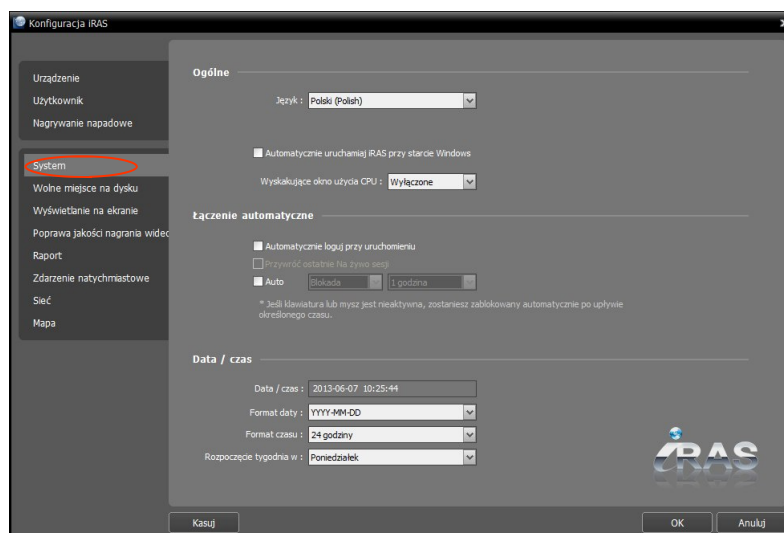 Konfiguracja iRAS
Urządzenie
Użytkownik
Nagrywanie napadowe
System
Wolne miejsce na dysku
Wyświetlanie na ekranie
Poprawa jakości nagrania widec
Raport
Zdarzenie natychmiastowe
Sieć
Mapa
Ogólne
Język : Polski (Polish)
Automatycznie uruchamiaj iRAS przy starcie Windows
Wyskakujące okno użycia CPU : Wyłączone
Łączenie automatyczne
Automatycznie loguj przy uruchomieniu
Przywróć ostatnie Na żywo sesji
Auto Blokada 1 godzina
* Jeśli klawiatura lub mysz jest nieaktywna, zostaniesz zablokowany automatycznie po upływie
określonego czasu.
Data / czas
Data / czas : 2013-06-07 10:25:44
Format daty : YYYY-MM-DD
Format czasu : 24 godziny
Rozpoczęcie tygodnia w : Poniedziałek
iRAS
Kasuj OK Anuluj